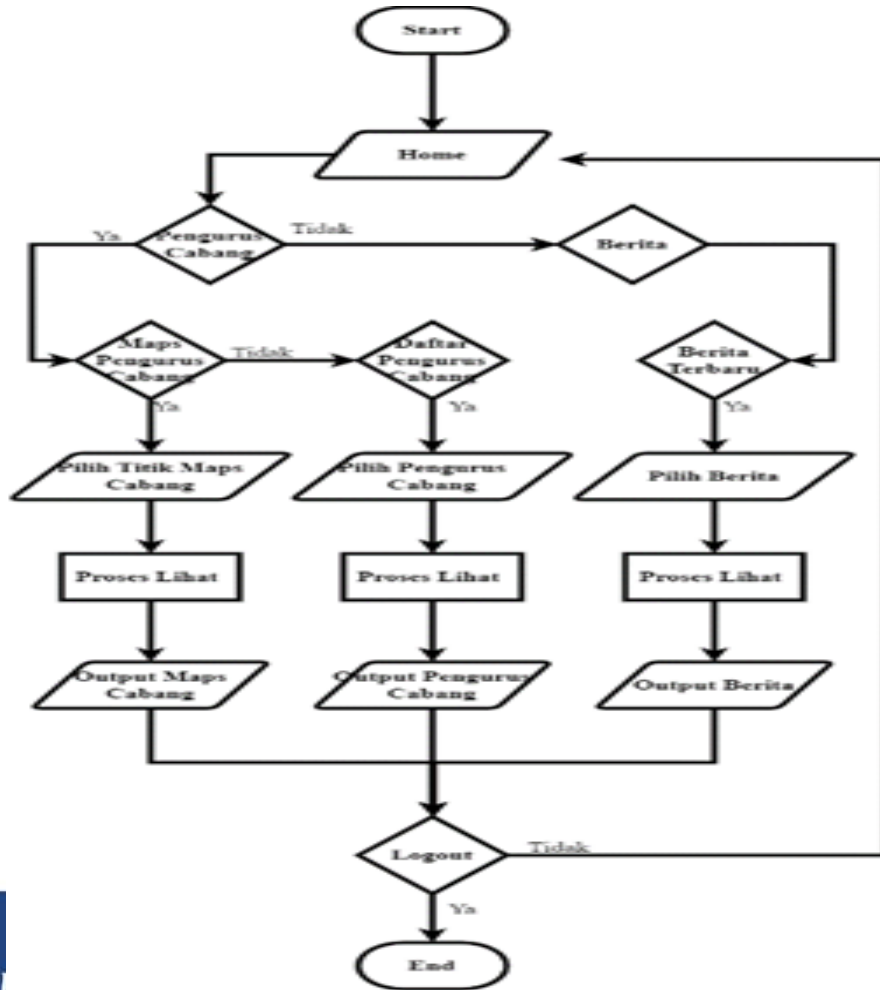 Start
Home
Ya
Pengurus
Cabang
Tidak
Berita
Maps
Pengurus
Cabang
Tidak
Daftar
Pengurus
Cabang
Berita
Terbaru
Ya
Ya
Ya
Pilih Titik Maps
Cabang
Pilih Pengurus
Cabang
Pilih Berita
Proses Lihat
Proses Lihat
Proses Lihat
Output Maps
Cabang
Output Pengurus
Cabang
Output Berita
Logout
Tidak
Ya
End